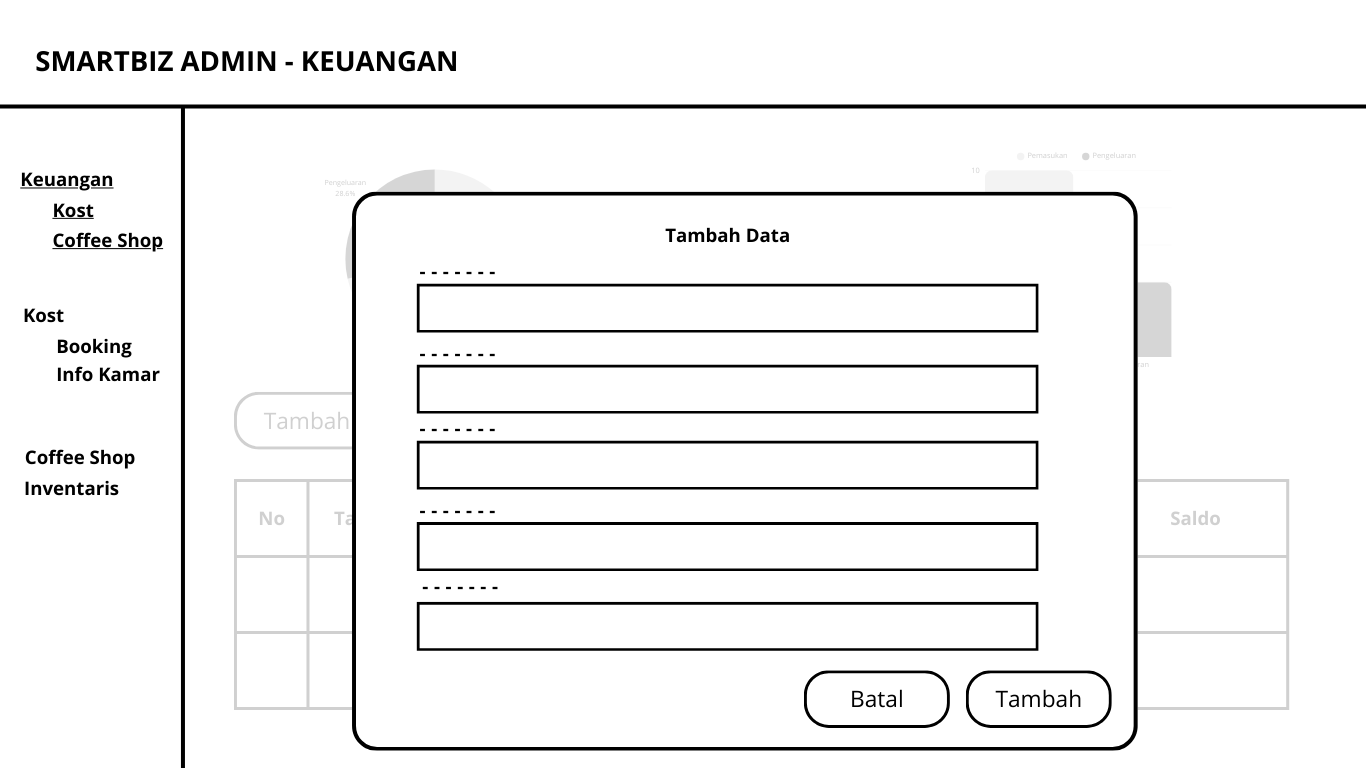 SMARTBIZ ADMIN - KEUANGAN
Keuangan
Kost
Coffee Shop
Kost
Booking
Info Kamar
Coffee Shop
Inventaris
Pengeluaran
28.6%
Pemasukan
Pengeluaran
10
Tambah Data
- - - - - - -
- - - - - - -
- - - - - - -
- - - - - - -
- - - - - - -
Batal
Tambah
Tambah
No
Saldo